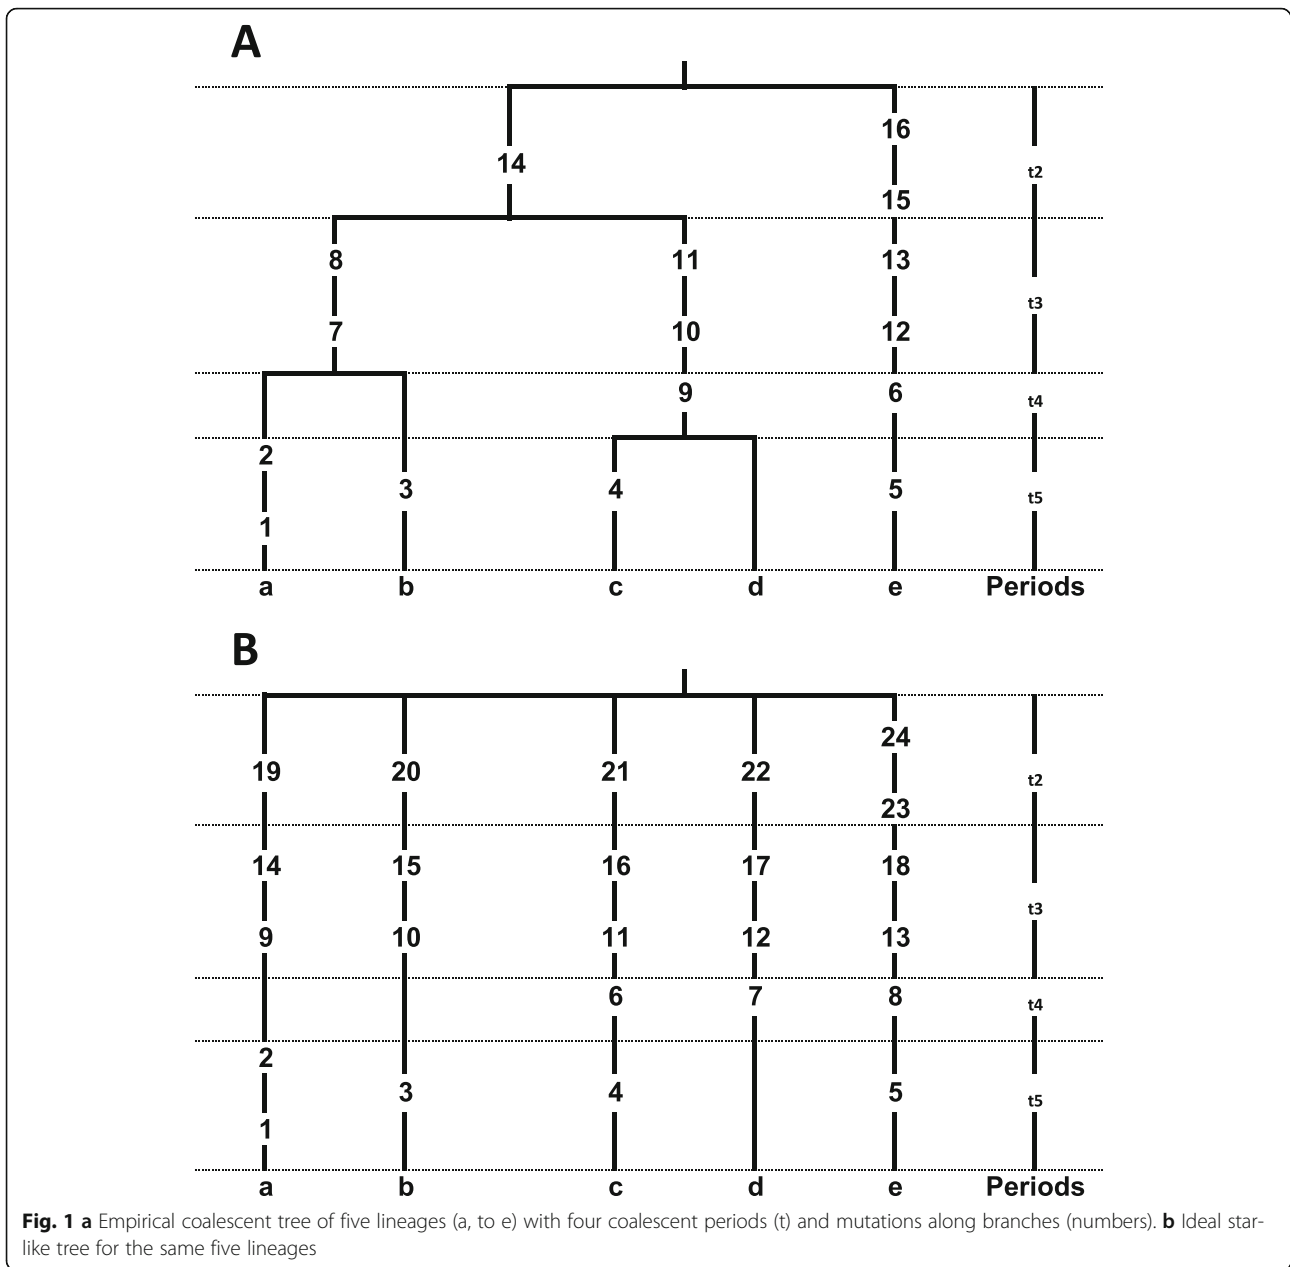 A
16
14
t2
15
8 11 13
t3
7 10 12
9 6
t4
2
3 4 5
t5
1
a b c d e Periods
B
24
19 20 21 22
t2
23
14 15 16 17 18
t3
9 10 11 12 13
6 7 8
t4
2
3 4 5
t5
1
a b c d e Periods
Fig. 1 a Empirical coalescent tree of five lineages (a, to e) with four coalescent periods (t) and mutations along branches (numbers). b Ideal star-
like tree for the same five lineages